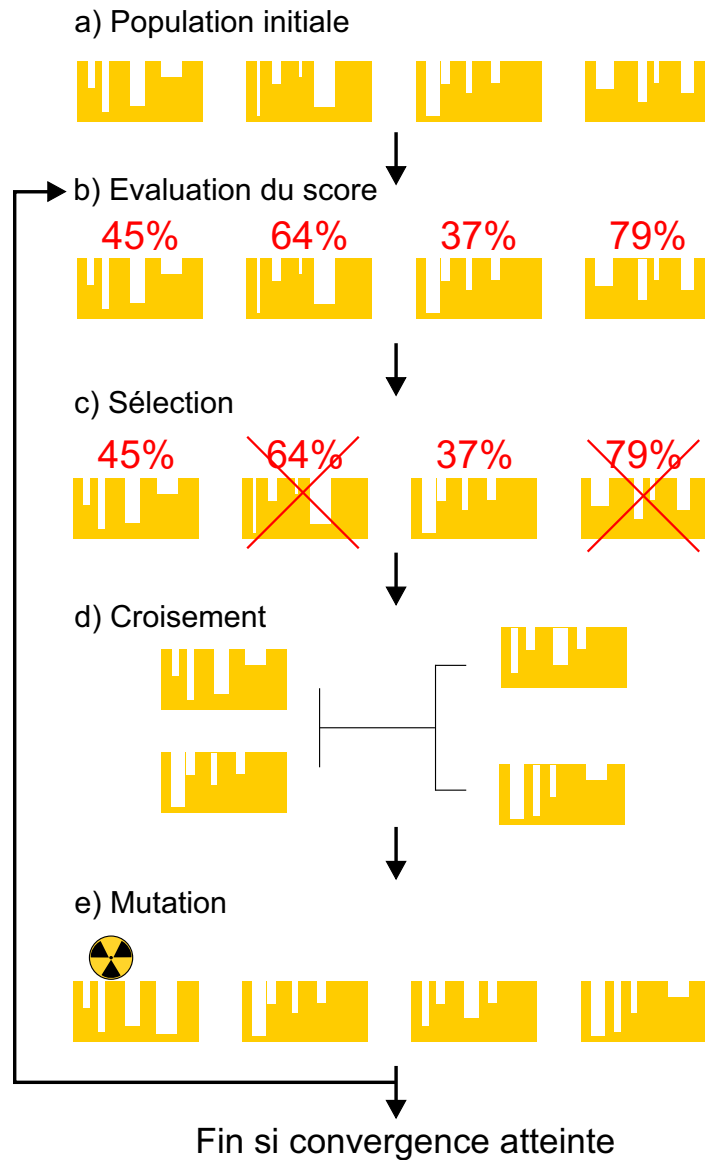 a) Population initiale
b) Evaluation du score
45% 64% 37% 79%
c) Sélection
45% 64% 37% 79%
d) Croisement
e) Mutation
Fin si convergence atteinte